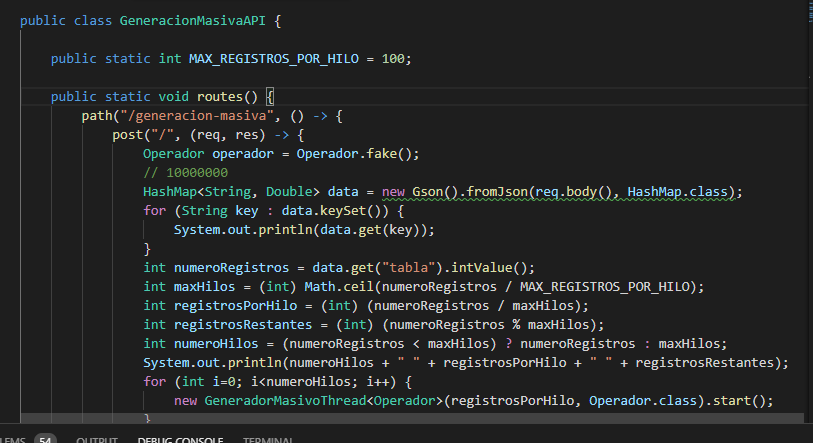 public class GeneracionMasivaAPI {
public static int MAX_REGISTROS_POR_HILO = 100;
public static void routes() {
path("/generacion-masiva", () -> {
post("/", (req, res) -> {
Operador operador = Operador.fake();
// 10000000
HashMap<String, Double> data = new Gson().fromJson(req.body(), HashMap.class);
for (String key : data.keySet()) {
System.out.println(data.get(key));
}
int numeroRegistros = data.get("tabla").intValue();
int maxHilos = (int) Math.ceil(numeroRegistros / MAX_REGISTROS_POR_HILO);
int registrosPorHilo = (int) (numeroRegistros / maxHilos);
int registrosRestantes = (int) (numeroRegistros % maxHilos);
int numeroHilos = (numeroRegistros < maxHilos) ? numeroRegistros : maxHilos;
System.out.println(numeroHilos + " " + registrosPorHilo + " " + registrosRestantes);
for (int i=0; i<numeroHilos; i++) {
new GeneradorMasivoThread<Operador>(registrosPorHilo, Operador.class).start();
}
LEMS 54 OUTPUT DEBUG CONSOLE TERMINAL